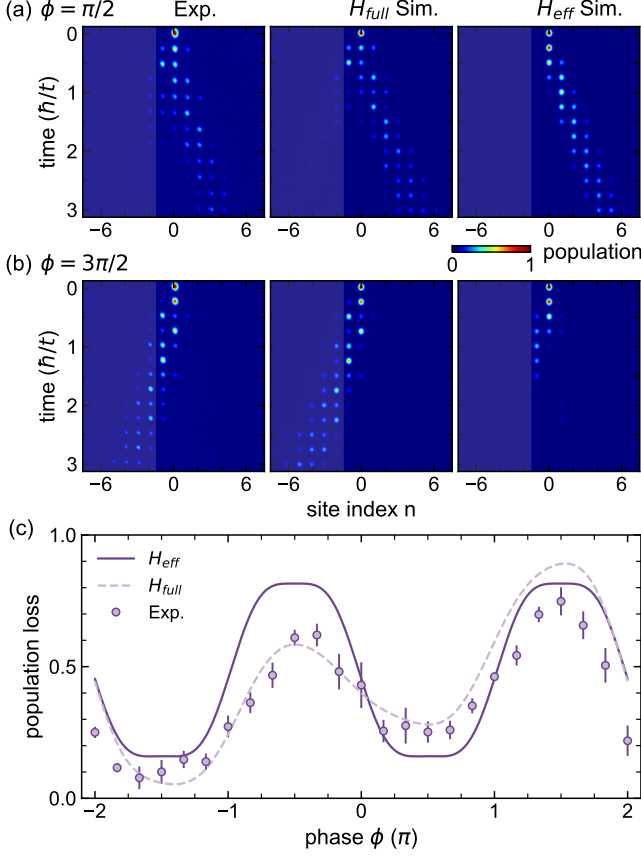 (a) ϕ = π/2 Exp. H_full Sim. H_eff Sim.
0
1
2
3
time (ℏ/t)
−6 0 6 −6 0 6 −6 0 6
0 1 population
(b) ϕ = 3π/2
0
1
2
3
time (ℏ/t)
−6 0 6 −6 0 6 −6 0 6
site index n
(c)
1.0
0.5
0.0
population loss
H_eff
H_full
Exp.
−2 −1 0 1 2
phase ϕ (π)